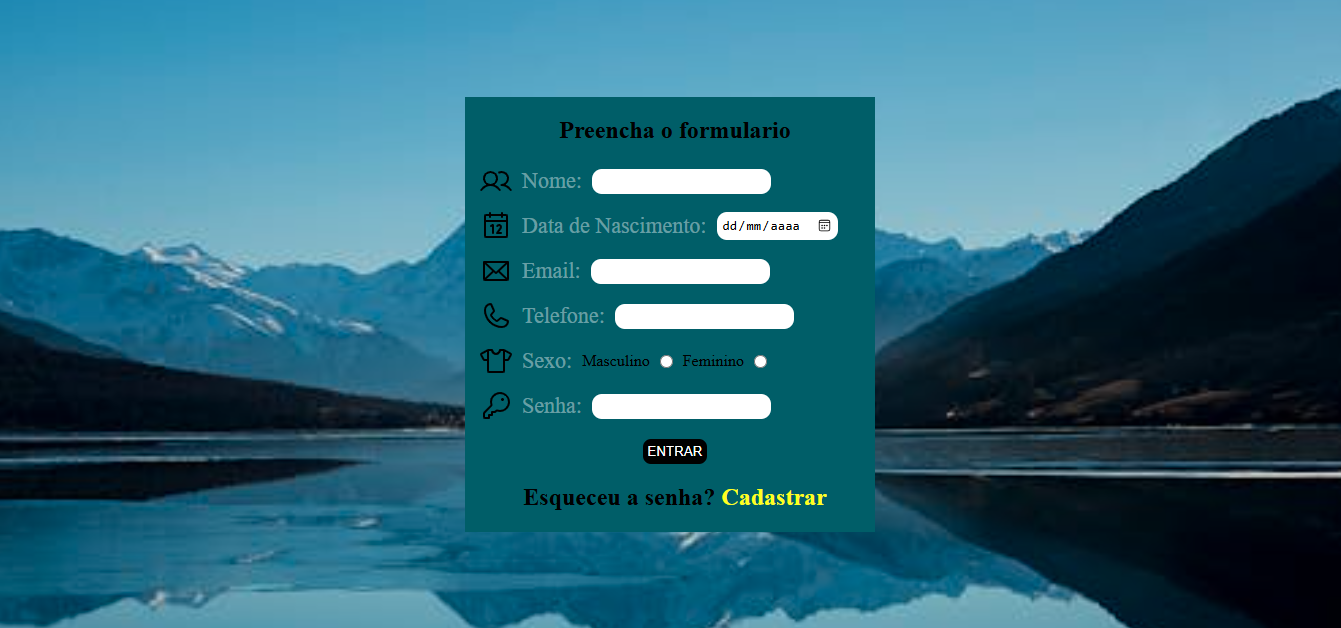 Preencha o formulario
Nome:
12 Data de Nascimento: dd/mm/aaaa
Email:
Telefone:
Sexo: Masculino Feminino
Senha:
ENTRAR
Esqueceu a senha? Cadastrar